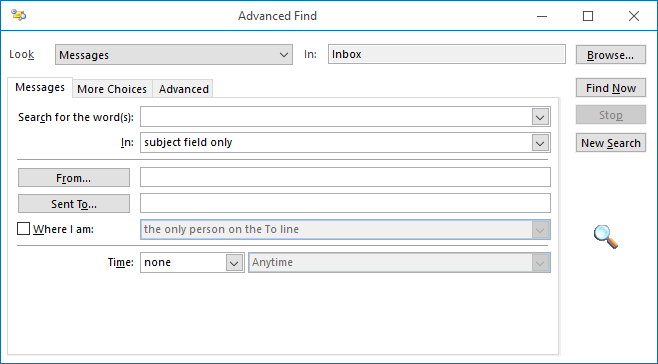 Advanced Find
Look Messages In: Inbox Browse...
Messages More Choices Advanced Find Now
Search for the word(s): Stop
In: subject field only New Search
From...
Sent To...
Where I am: the only person on the To line
Time: none Anytime